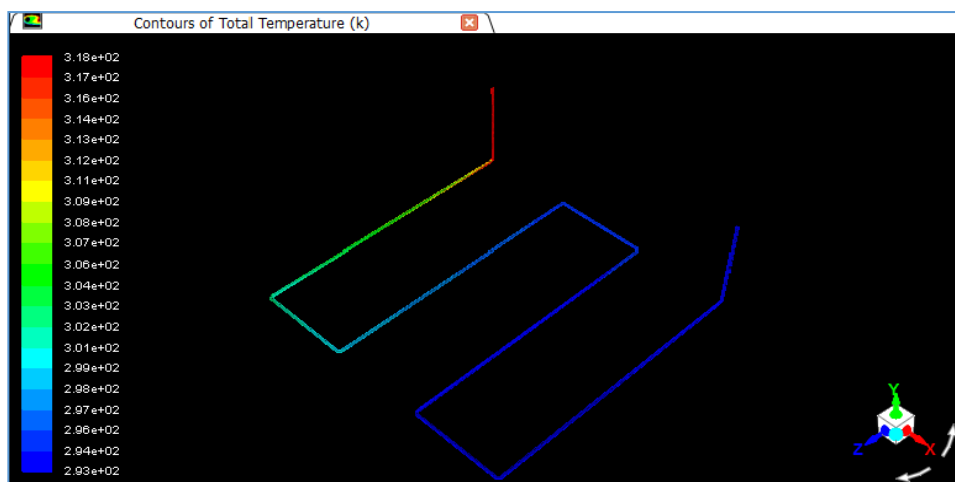 Contours of Total Temperature (k)
3.18e+02
3.17e+02
3.16e+02
3.14e+02
3.13e+02
3.12e+02
3.11e+02
3.09e+02
3.08e+02
3.07e+02
3.06e+02
3.04e+02
3.03e+02
3.02e+02
3.01e+02
2.99e+02
2.98e+02
2.97e+02
2.96e+02
2.94e+02
2.93e+02
Y
Z
X